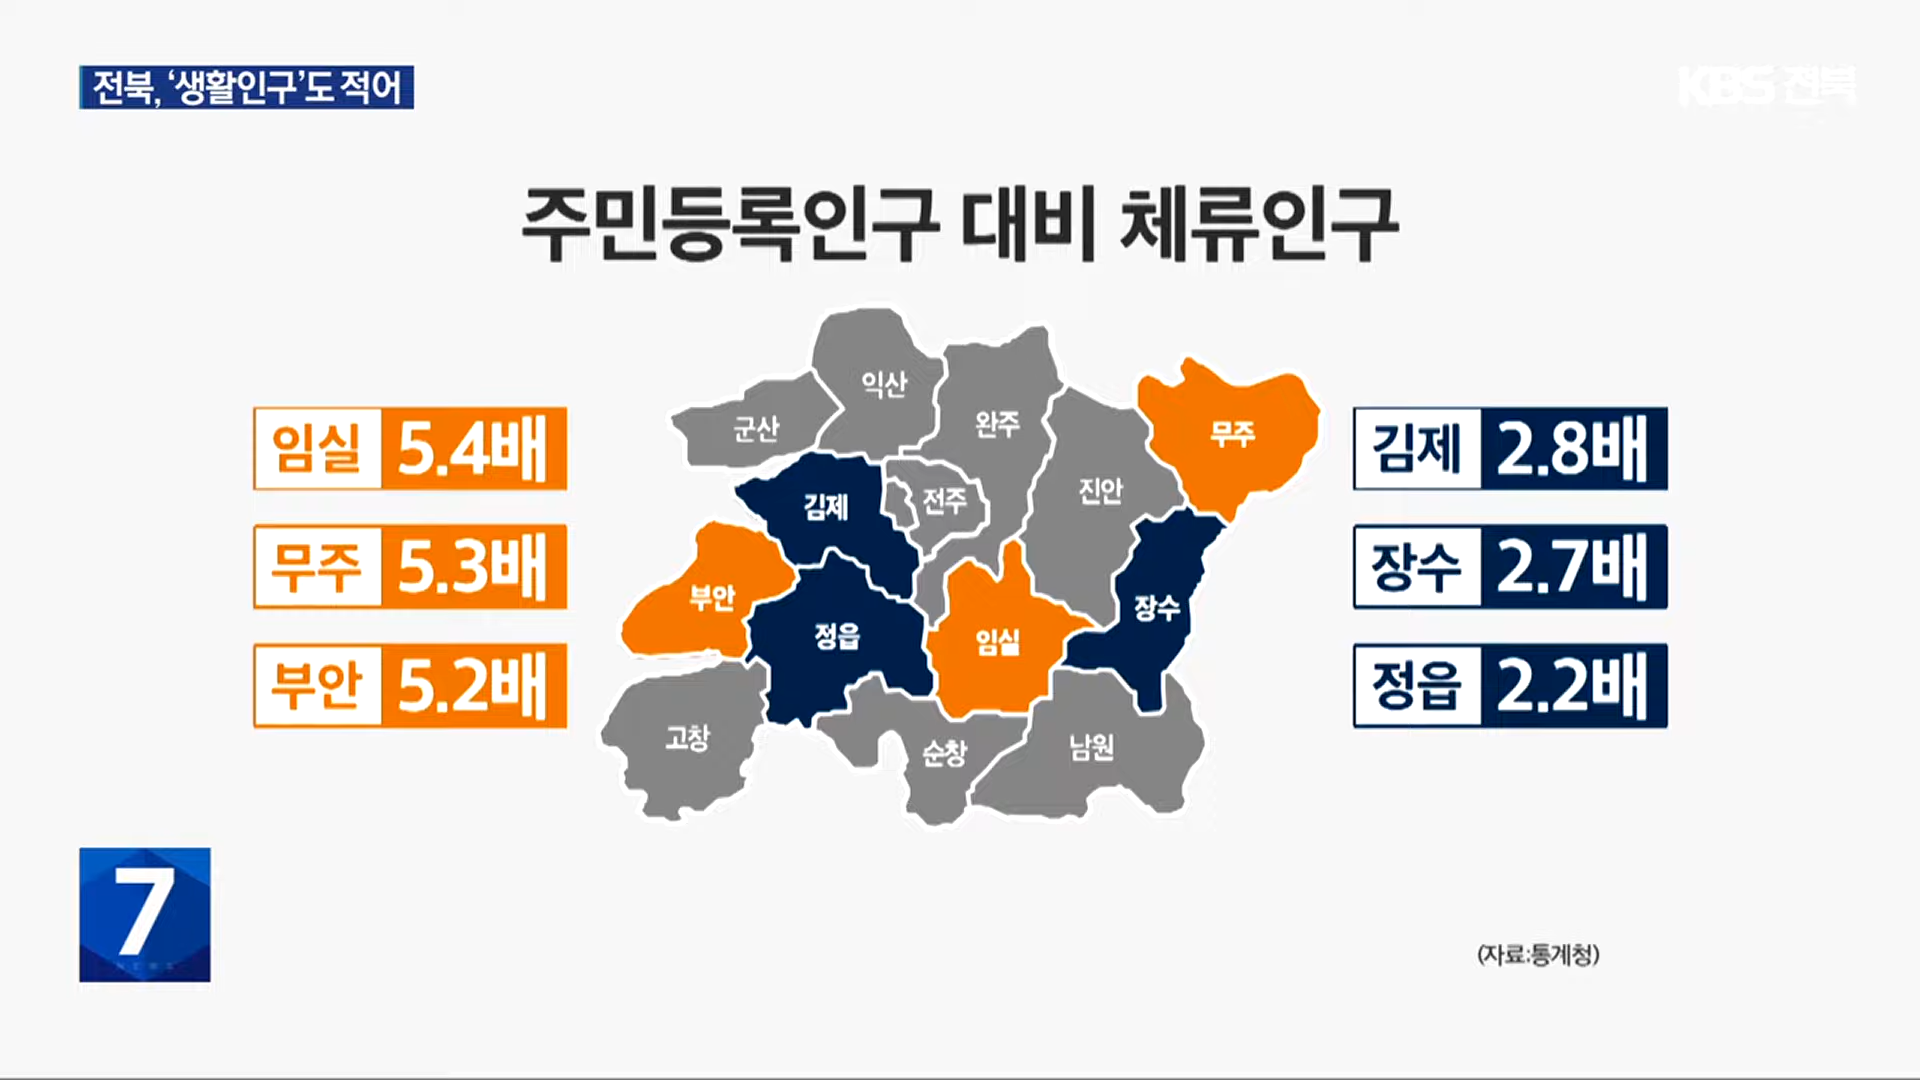 전북, ‘생활인구’도 적어
KBS 전북
주민등록인구 대비 체류인구
임실 5.4배
무주 5.3배
부안 5.2배
익산
군산
완주
무주
김제
전주
진안
부안
정읍
임실
장수
고창
순창
남원
김제 2.8배
장수 2.7배
정읍 2.2배
7
NEWS
(자료:통계청)